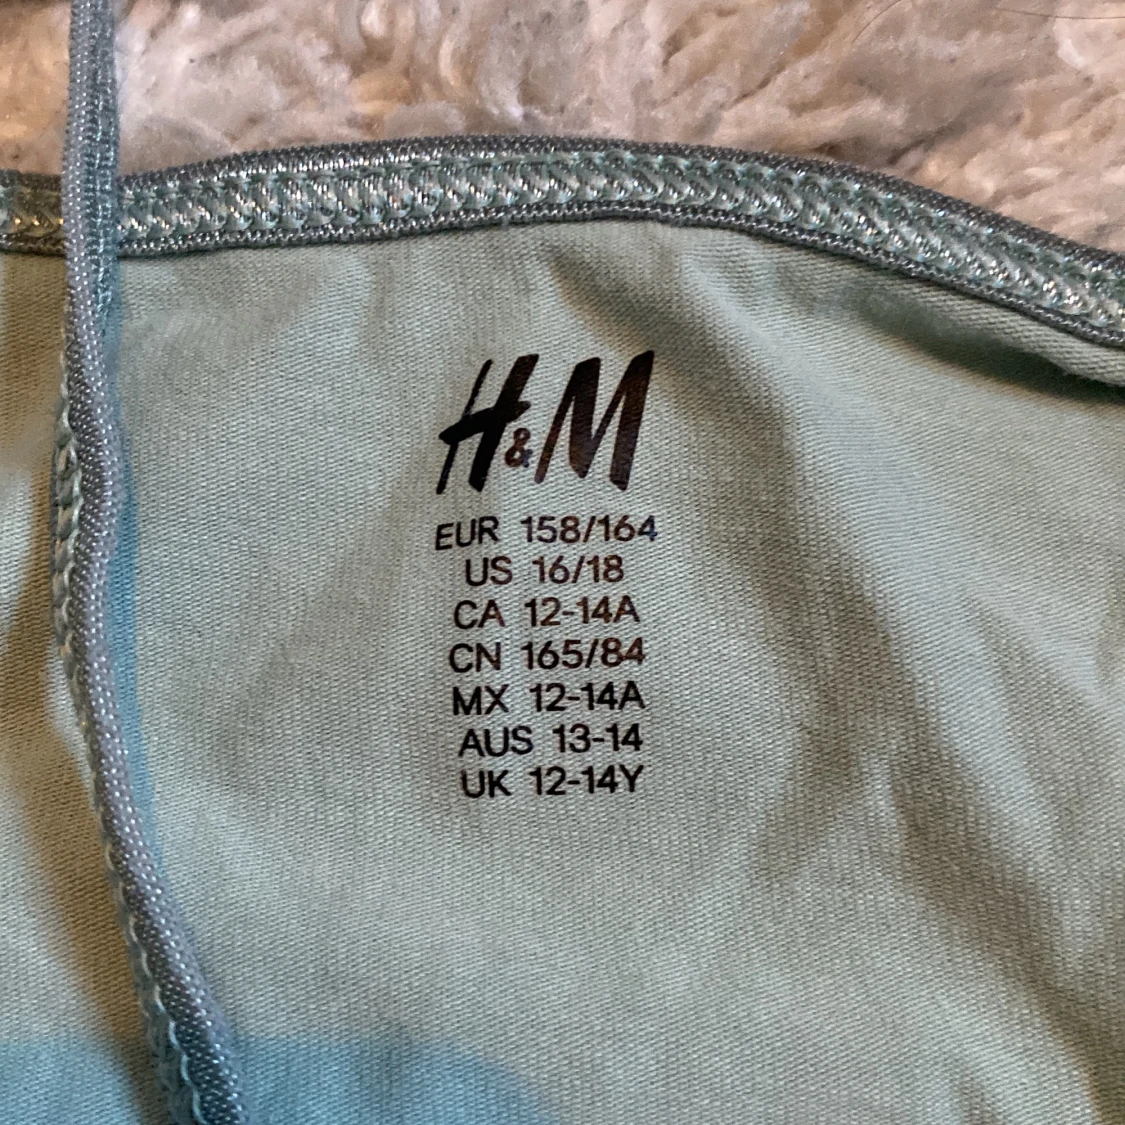 H&M
EUR 158/164
US 16/18
CA 12-14A
CN 165/84
MX 12-14A
AUS 13-14
UK 12-14Y